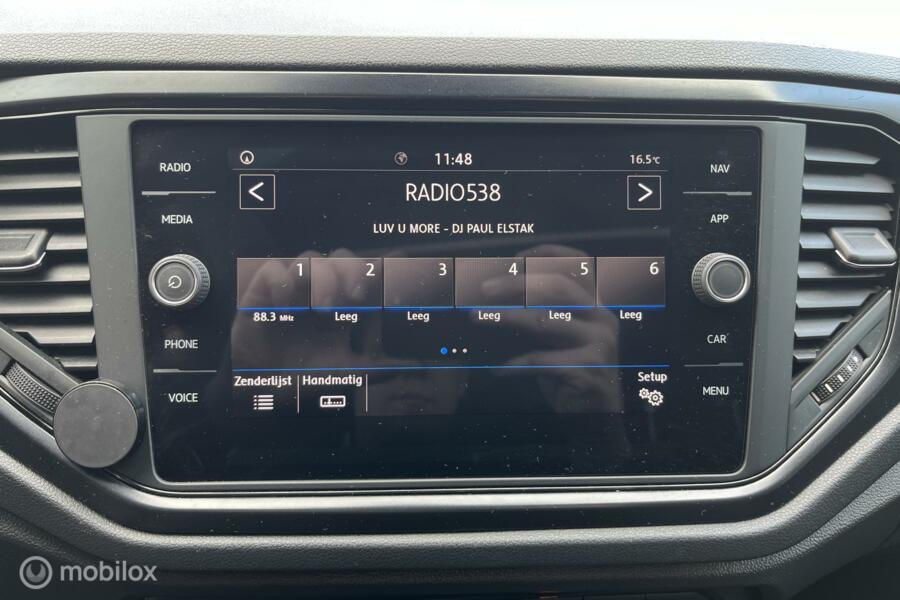 11:48
16.5°C
RADIO
NAV
RADIO538
MEDIA
APP
LUV U MORE - DJ PAUL ELSTAK
1 2 3 4 5 6
88.3 MHz Leeg Leeg Leeg Leeg Leeg
PHONE
CAR
Zenderlijst Handmatig Setup
VOICE
MENU
mobilox